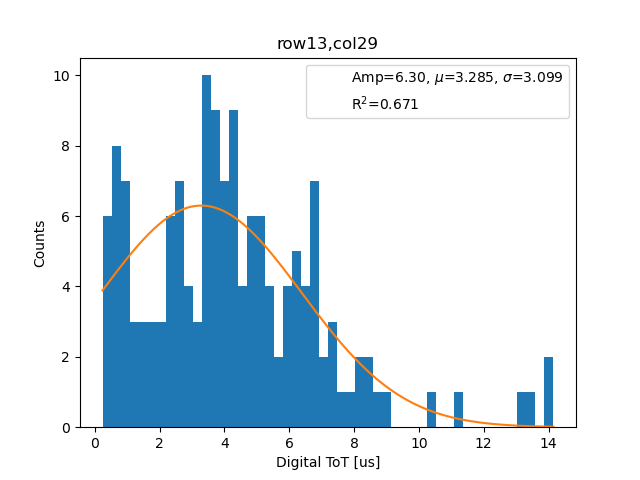 row13,col29
Amp=6.30, μ=3.285, σ=3.099
R²=0.671
Counts
10
8
6
4
2
0
0 2 4 6 8 10 12 14
Digital ToT [us]